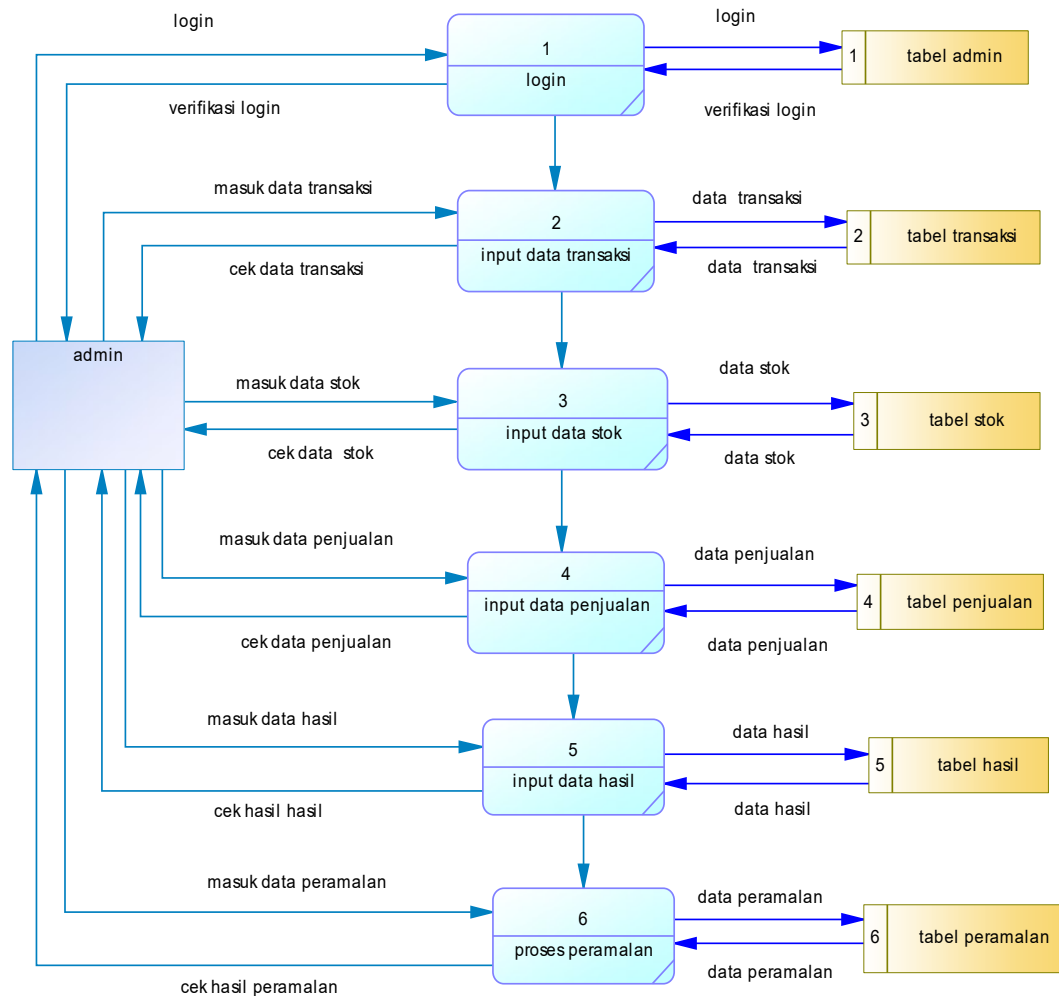 login
1
login
1
tabel admin
verifikasi login
verifikasi login
masuk data transaksi
2
input data transaksi
data transaksi
2
tabel transaksi
cek data transaksi
data transaksi
admin
masuk data stok
3
input data stok
data stok
3
tabel stok
cek data stok
data stok
masuk data penjualan
4
input data penjualan
data penjualan
4
tabel penjualan
cek data penjualan
data penjualan
masuk data hasil
5
input data hasil
data hasil
5
tabel hasil
cek hasil hasil
data hasil
masuk data peramalan
6
proses peramalan
data peramalan
6
tabel peramalan
cek hasil peramalan
data peramalan